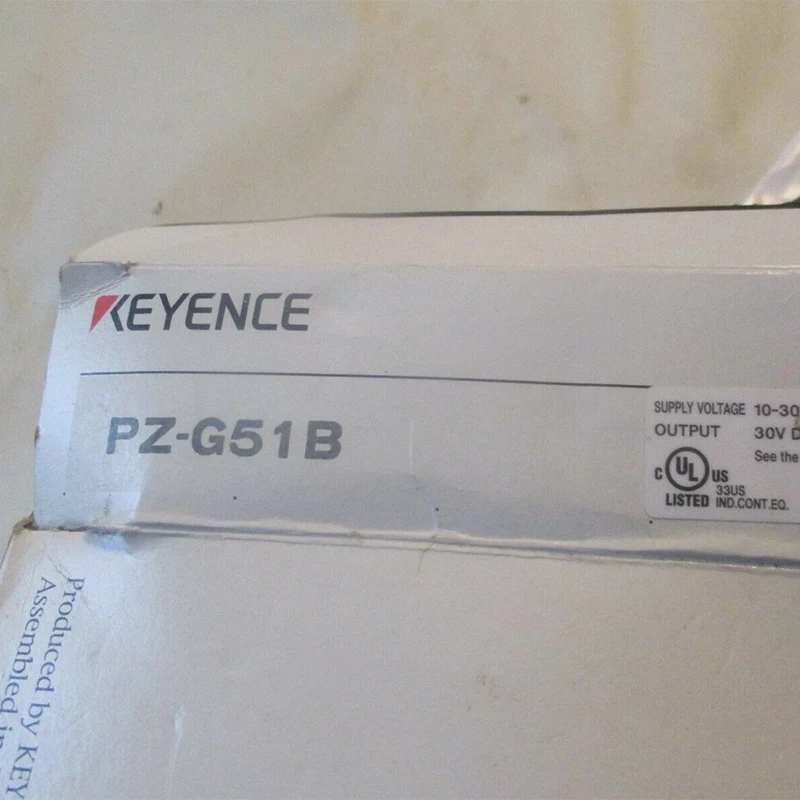 KEYENCE
PZ-G51B
SUPPLY VOLTAGE 10-30
OUTPUT 30V D
See the
C UL US
LISTED 33US IND.CONT.EQ.
Produced by KEY
Assembled in